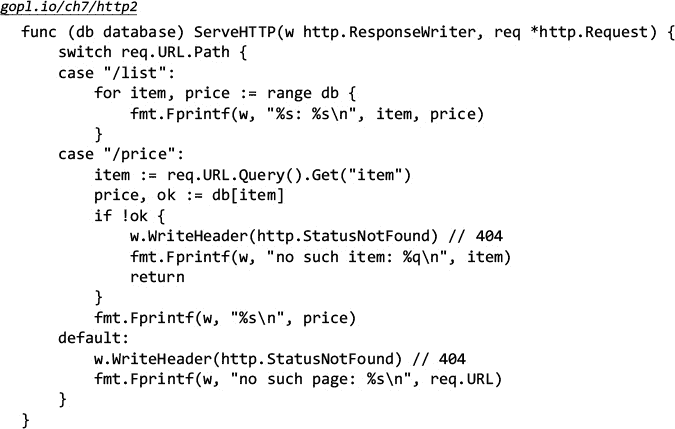 gopl.io/ch7/http2
func (db database) ServeHTTP(w http.ResponseWriter, req *http.Request) {
    switch req.URL.Path {
    case "/list":
        for item, price := range db {
            fmt.Fprintf(w, "%s: %s\n", item, price)
        }
    case "/price":
        item := req.URL.Query().Get("item")
        price, ok := db[item]
        if !ok {
            w.WriteHeader(http.StatusNotFound) // 404
            fmt.Fprintf(w, "no such item: %q\n", item)
            return
        }
        fmt.Fprintf(w, "%s\n", price)
    default:
        w.WriteHeader(http.StatusNotFound) // 404
        fmt.Fprintf(w, "no such page: %s\n", req.URL)
    }
}